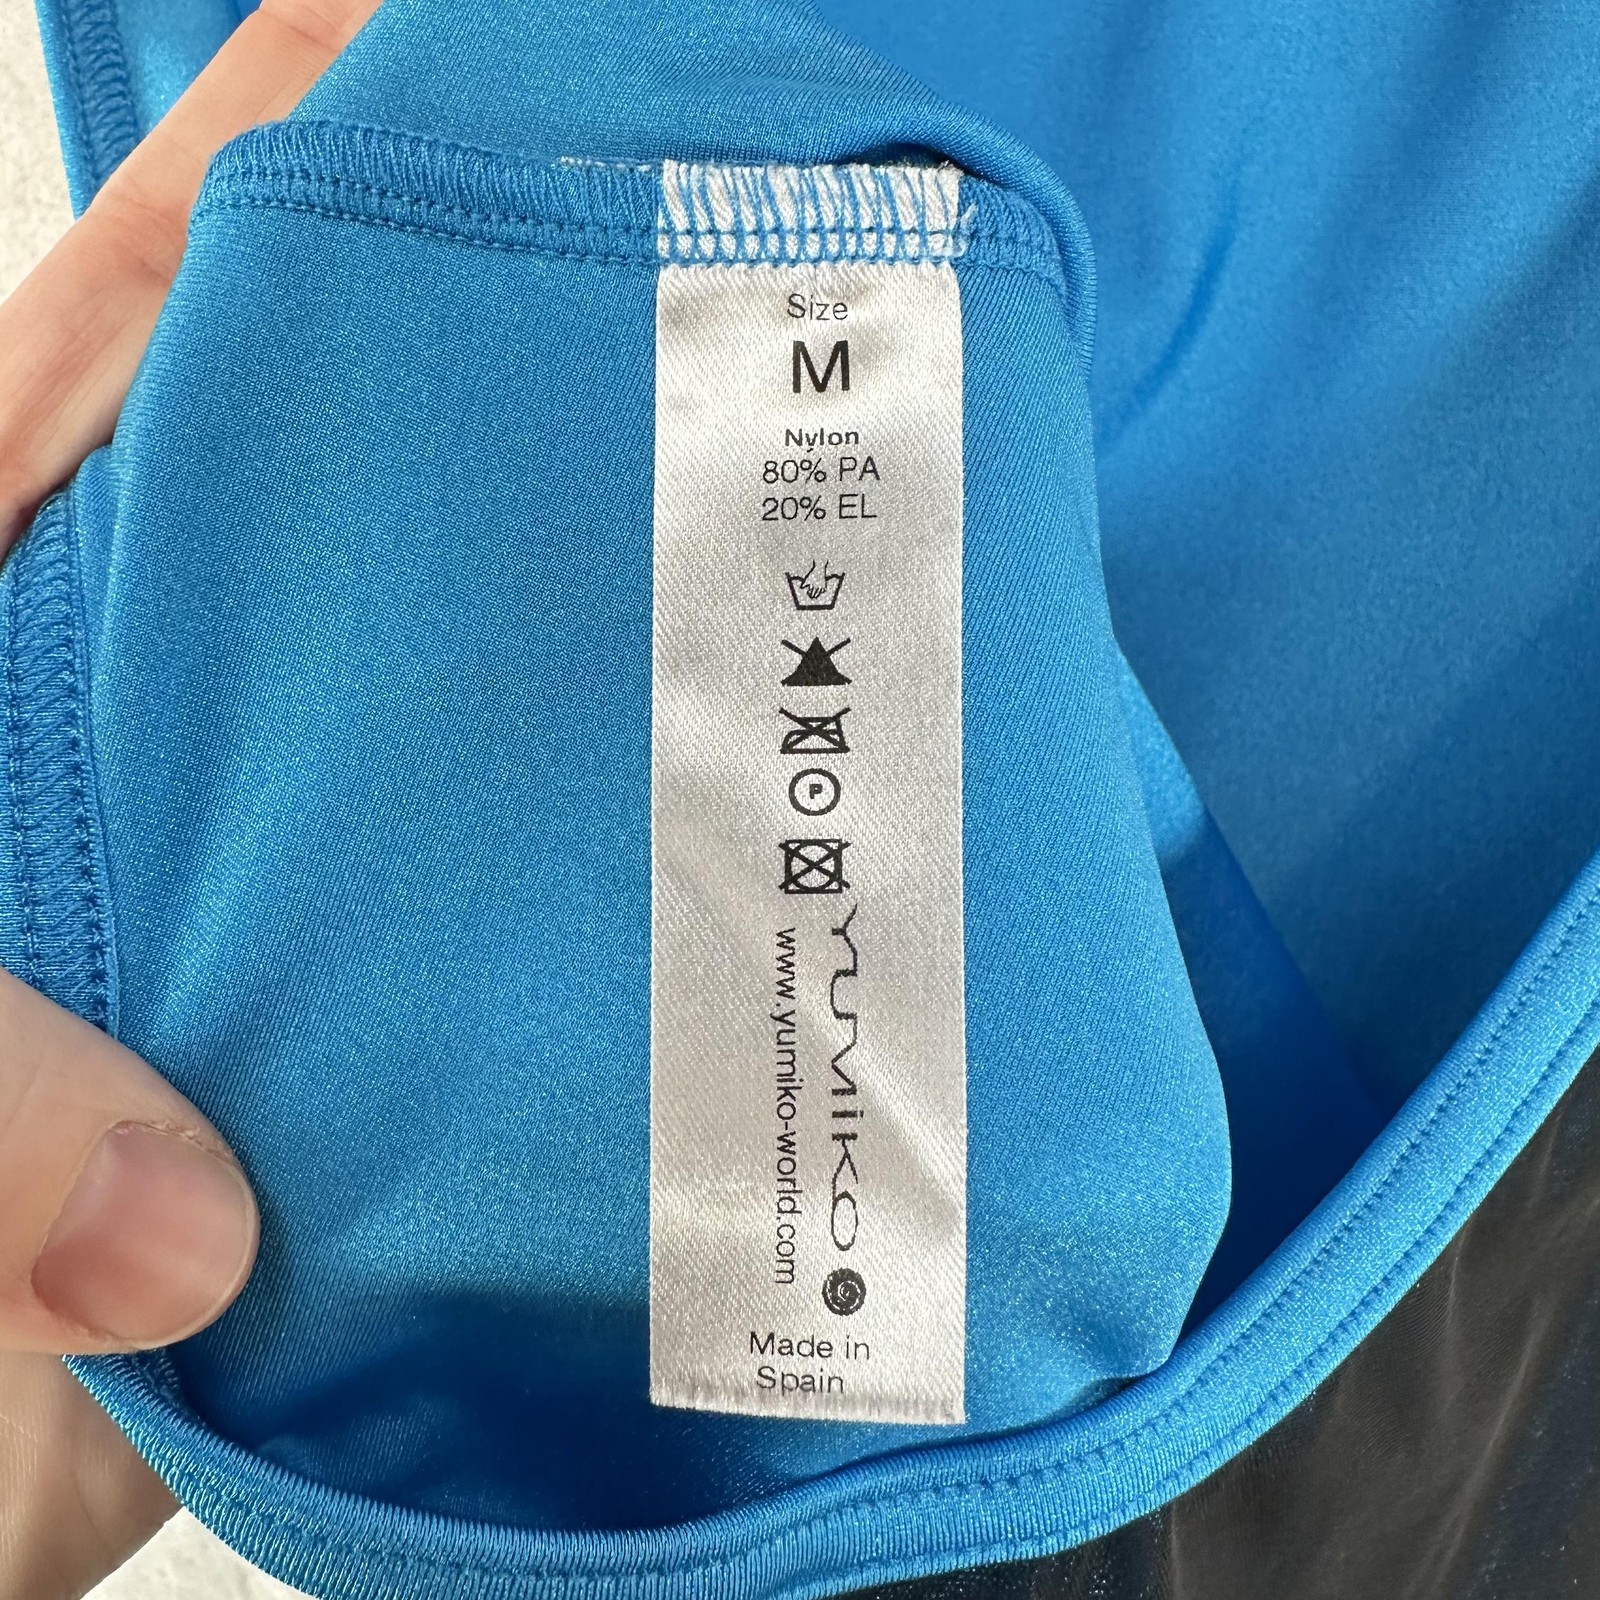 Size
M
Nylon
80% PA
20% EL
P
YUMiKO
www.yumiko-world.com
Made in
Spain